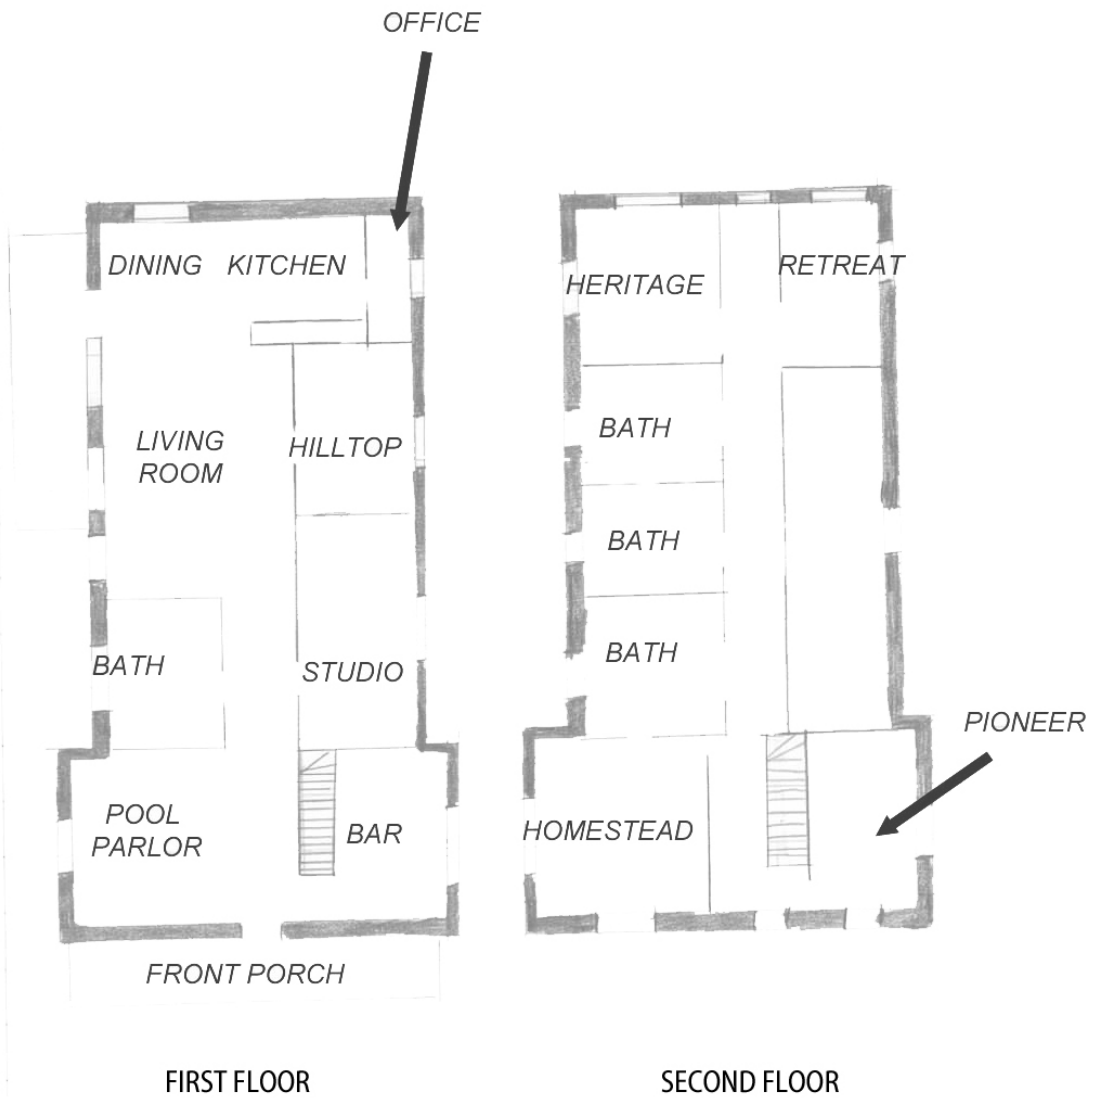 OFFICE
DINING KITCHEN
LIVING
ROOM
HILLTOP
BATH
STUDIO
POOL
PARLOR
BAR
FRONT PORCH
FIRST FLOOR
HERITAGE
RETREAT
BATH
BATH
BATH
PIONEER
HOMESTEAD
SECOND FLOOR